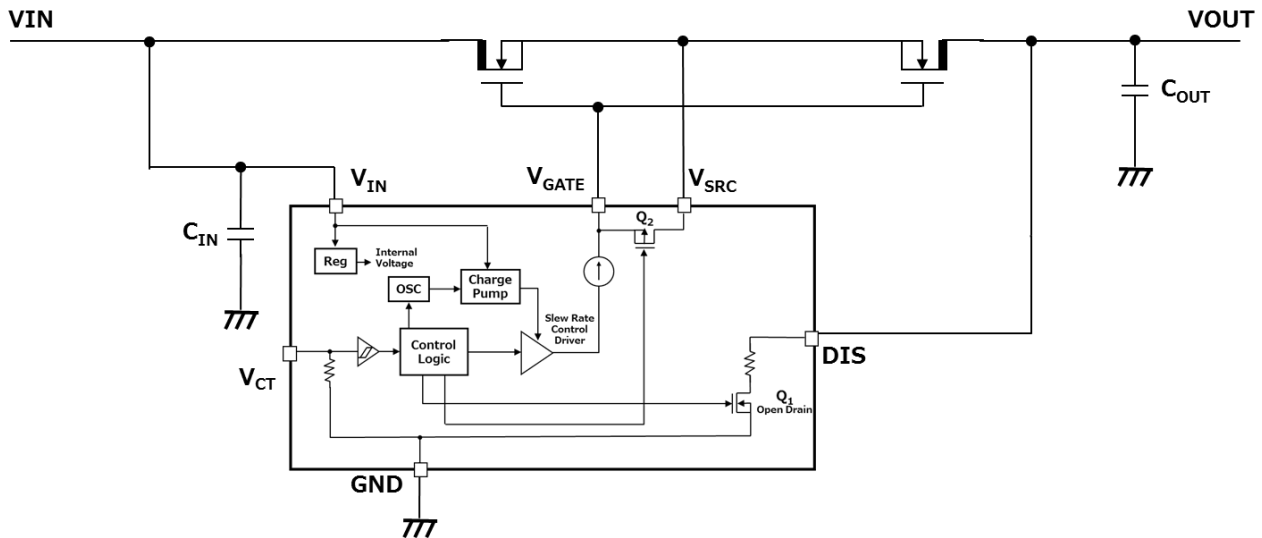 VIN
VOUT
COUT
VIN
VGATE
VSRC
CIN
Q2
Reg
Internal
Voltage
OSC
Charge
Pump
Slew Rate
Control
Driver
Control
Logic
VCT
DIS
Q1
Open Drain
GND